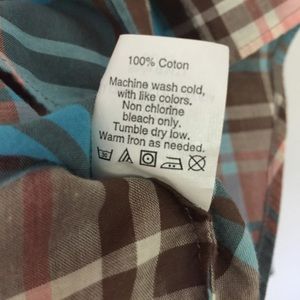 100% Coton
Machine wash cold,
with like colors.
Non chlorine
bleach only.
Tumble dry low.
Warm iron as needed.